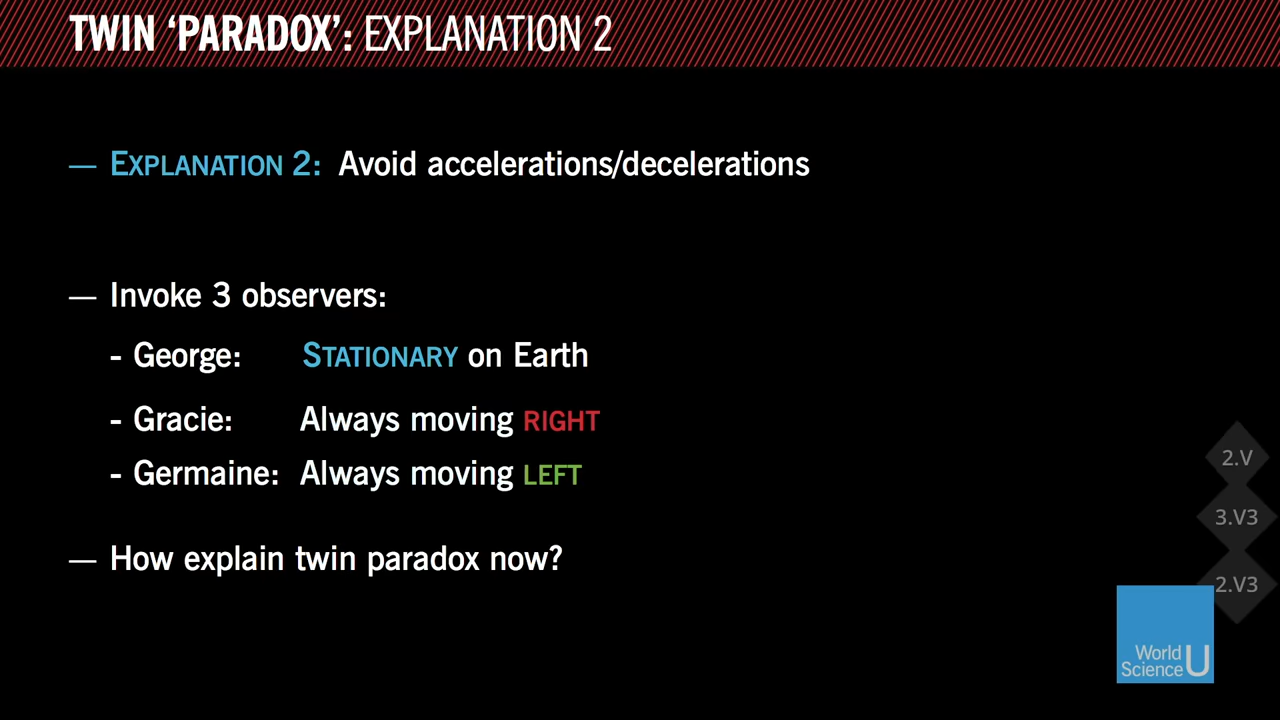 TWIN ‘PARADOX’: EXPLANATION 2
— EXPLANATION 2: Avoid accelerations/decelerations
— Invoke 3 observers:
- George: STATIONARY on Earth
- Gracie: Always moving RIGHT
- Germaine: Always moving LEFT
— How explain twin paradox now?
2.V
3.V3
2.V3
World
Science U